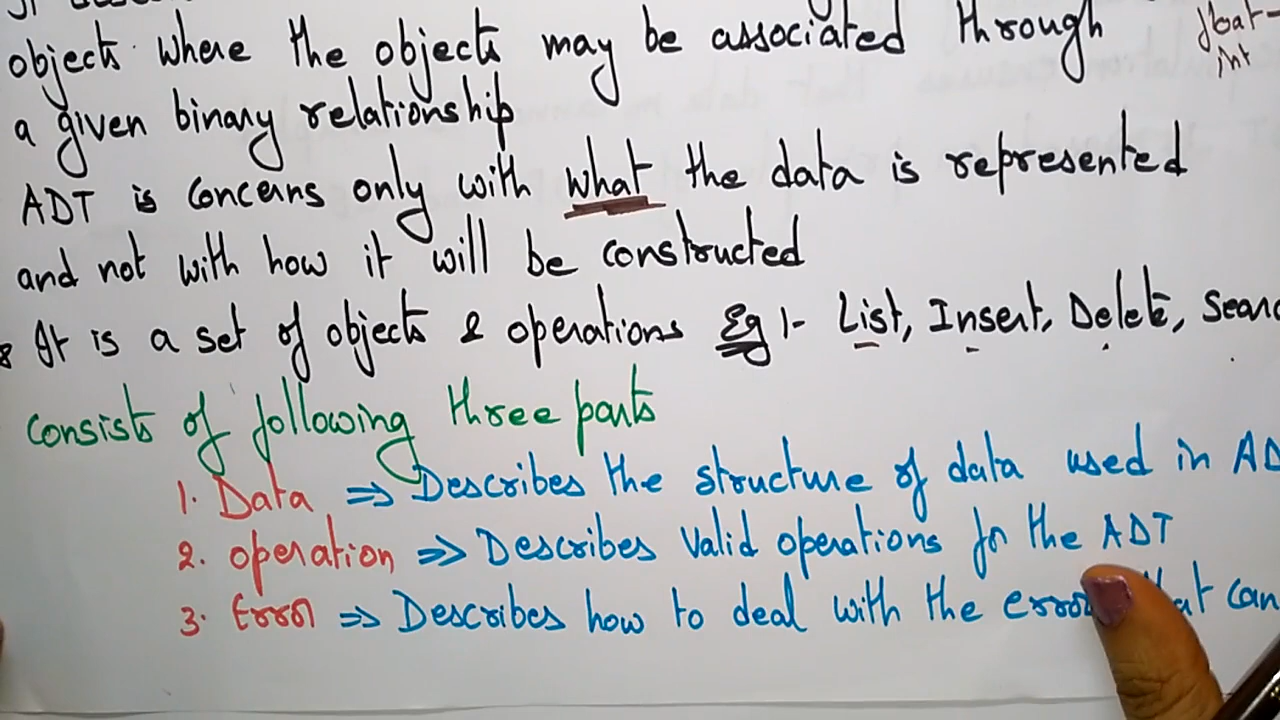 objects where the objects may be associated through float -
int
a given binary relationship
ADT is concerns only with what the data is represented
and not with how it will be constructed
It is a set of objects & operations Eg :- List, Insert, Delete,
consists of following three parts
1. Data => Describes the structure of data used in
2. operation => Describes valid operations for the ADT
3. Error => Describes how to deal with the can